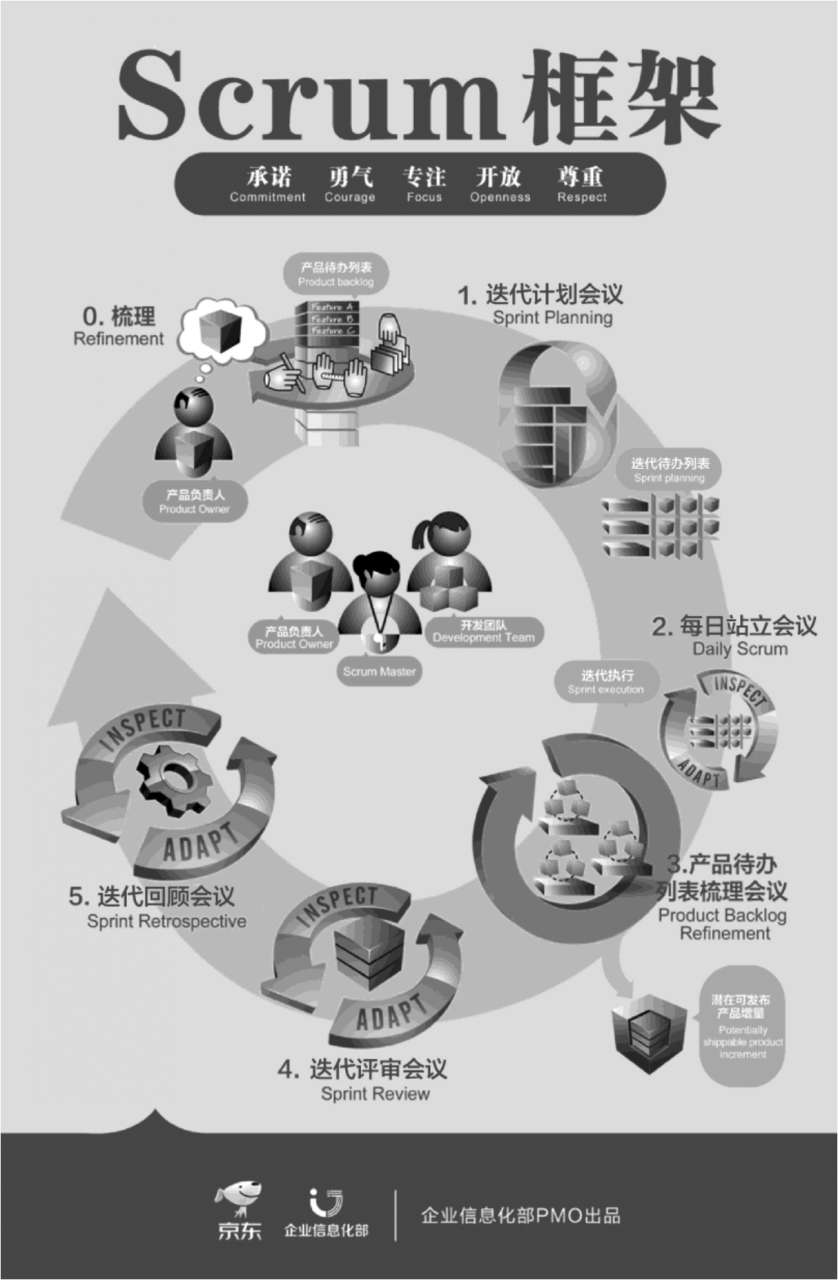 Scrum框架
承诺 勇气 专注 开放 尊重
Commitment Courage Focus Openness Respect
产品待办列表
Product backlog
0. 梳理
Refinement
Feature A
Feature B
Feature C
产品负责人
Product Owner
1. 迭代计划会议
Sprint Planning
迭代待办列表
Sprint planning
产品负责人
Product Owner
Scrum Master
开发团队
Development Team
2. 每日站立会议
Daily Scrum
INSPECT
ADAPT
迭代执行
Sprint execution
3.产品待办
列表梳理会议
Product Backlog
Refinement
潜在可发布
产品增量
Potentially
shippable product
increment
INSPECT
ADAPT
4. 迭代评审会议
Sprint Review
INSPECT
ADAPT
5. 迭代回顾会议
Sprint Retrospective
京东
企业信息化部
企业信息化部PMO出品